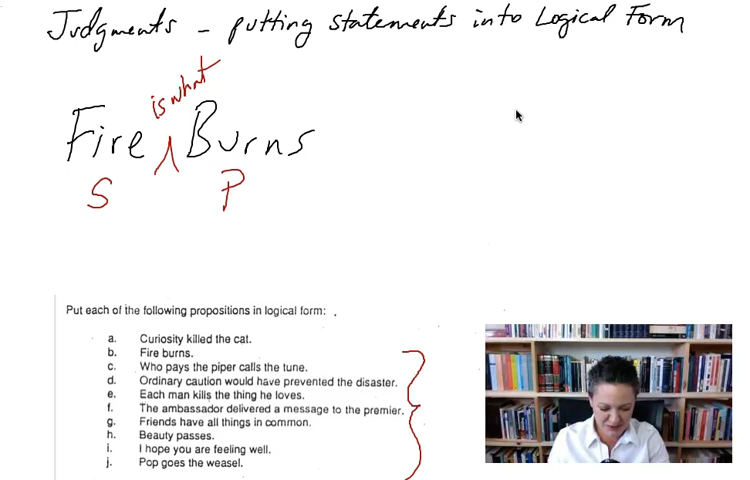 Judgments - putting statements into Logical Form
is what
Fire ^ Burns
S P
Put each of the following propositions in logical form:
a. Curiosity killed the cat.
b. Fire burns.
c. Who pays the piper calls the tune.
d. Ordinary caution would have prevented the disaster.
e. Each man kills the thing he loves.
f. The ambassador delivered a message to the premier.
g. Friends have all things in common.
h. Beauty passes.
i. I hope you are feeling well.
j. Pop goes the weasel.